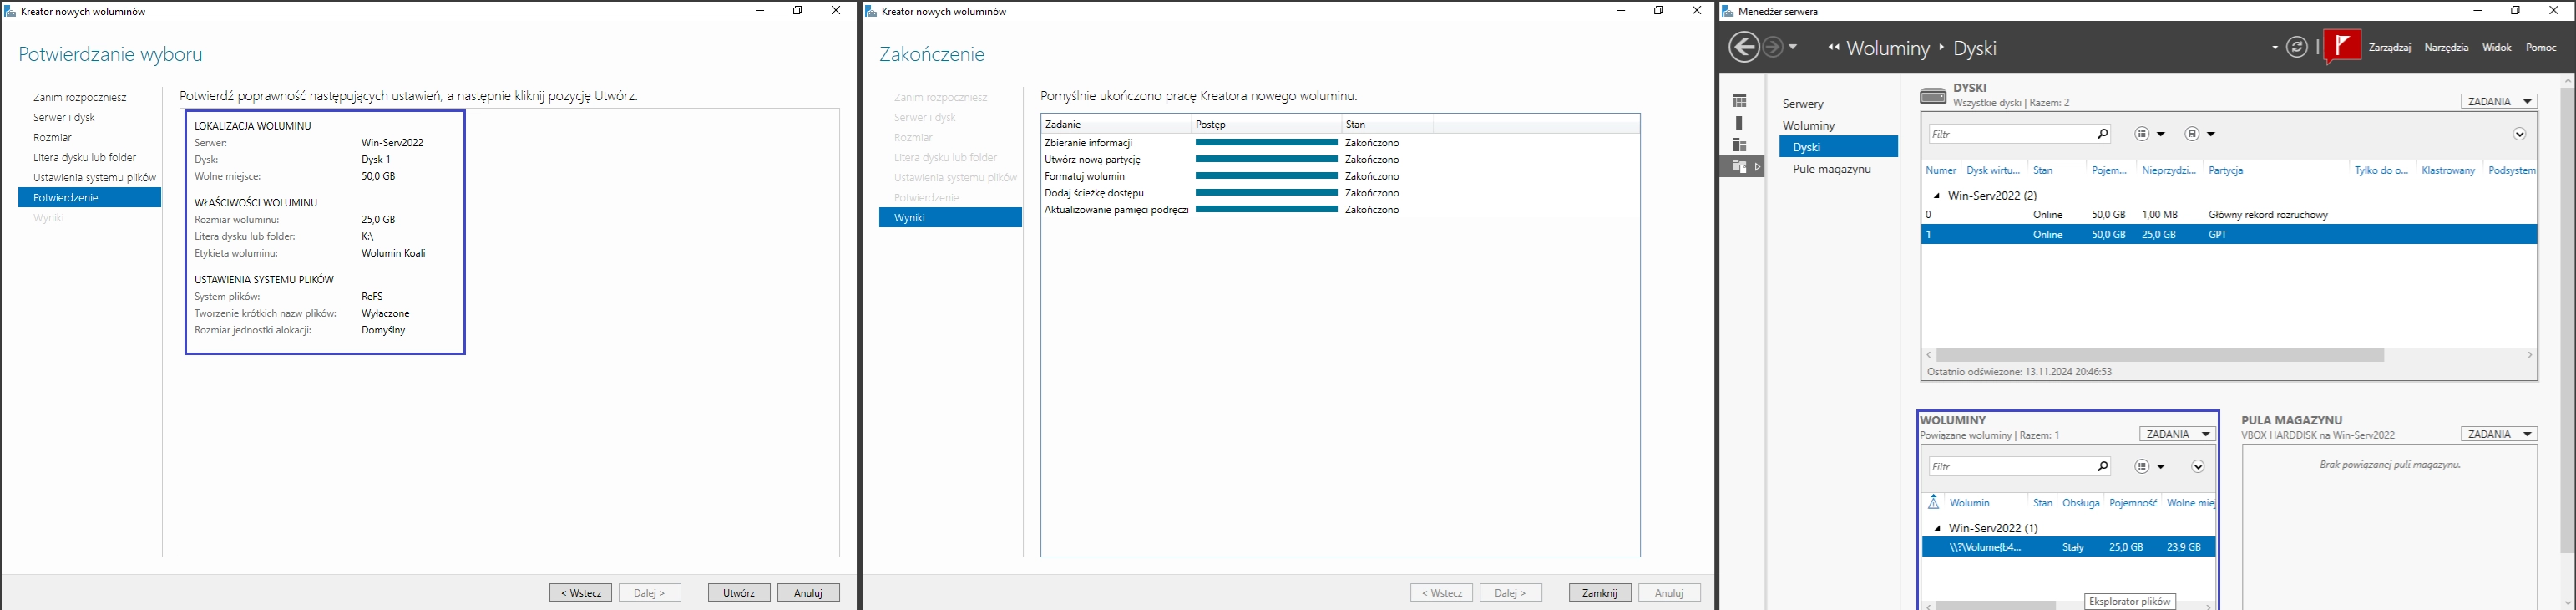 Kreator nowych woluminów
Potwierdzanie wyboru
Zanim rozpoczniesz
Serwer i dysk
Rozmiar
Litera dysku lub folder
Ustawienia systemu plików
Potwierdzenie
Wyniki
Potwierdź poprawność następujących ustawień, a następnie kliknij pozycję Utwórz.
LOKALIZACJA WOLUMINU
Serwer: Win-Serv2022
Dysk: Dysk 1
Wolne miejsce: 50,0 GB
WŁAŚCIWOŚCI WOLUMINU
Rozmiar woluminu: 25,0 GB
Litera dysku lub folder: K:\
Etykieta woluminu: Wolumin Koali
USTAWIENIA SYSTEMU PLIKÓW
System plików: ReFS
Tworzenie krótkich nazw plików: Wyłączone
Rozmiar jednostki alokacji: Domyślny
< Wstecz Dalej > Utwórz Anuluj
Kreator nowych woluminów
Zakończenie
Zanim rozpoczniesz
Serwer i dysk
Rozmiar
Litera dysku lub folder
Ustawienia systemu plików
Potwierdzenie
Wyniki
Pomyślnie ukończono pracę Kreatora nowego woluminu.
Zadanie Postęp Stan
Zbieranie informacji Zakończono
Utwórz nową partycję Zakończono
Formatuj wolumin Zakończono
Dodaj ścieżkę dostępu Zakończono
Aktualizowanie pamięci podręcz Zakończono
< Wstecz Dalej > Zamknij Anuluj
Menedżer serwera
Woluminy Dyski
Zarządzaj Narzędzia Widok Pomoc
Serwery
Woluminy
Dyski
Pule magazynu
DYSKI
Wszystkie dyski | Razem: 2
ZADANIA
Filtr
Numer Dysk wirtu... Stan Pojem... Nieprzydzi... Partycja Tylko do o... Klastrowany Podsystem
Win-Serv2022 (2)
0 Online 50,0 GB 1,00 MB Główny rekord rozruchowy
1 Online 50,0 GB 25,0 GB GPT
Ostatnio odświeżone: 13.11.2024 20:46:53
WOLUMINY
Powiązane woluminy | Razem: 1
ZADANIA
Filtr
Wolumin Stan Obsługa Pojemność Wolne miej
Win-Serv2022 (1)
\\?\Volume{b4... Stały 25,0 GB 23,9 GB
Eksplorator plików
PULA MAGAZYNU
VBOX HARDDISK na Win-Serv2022
ZADANIA
Brak powiązanej puli magazynu.